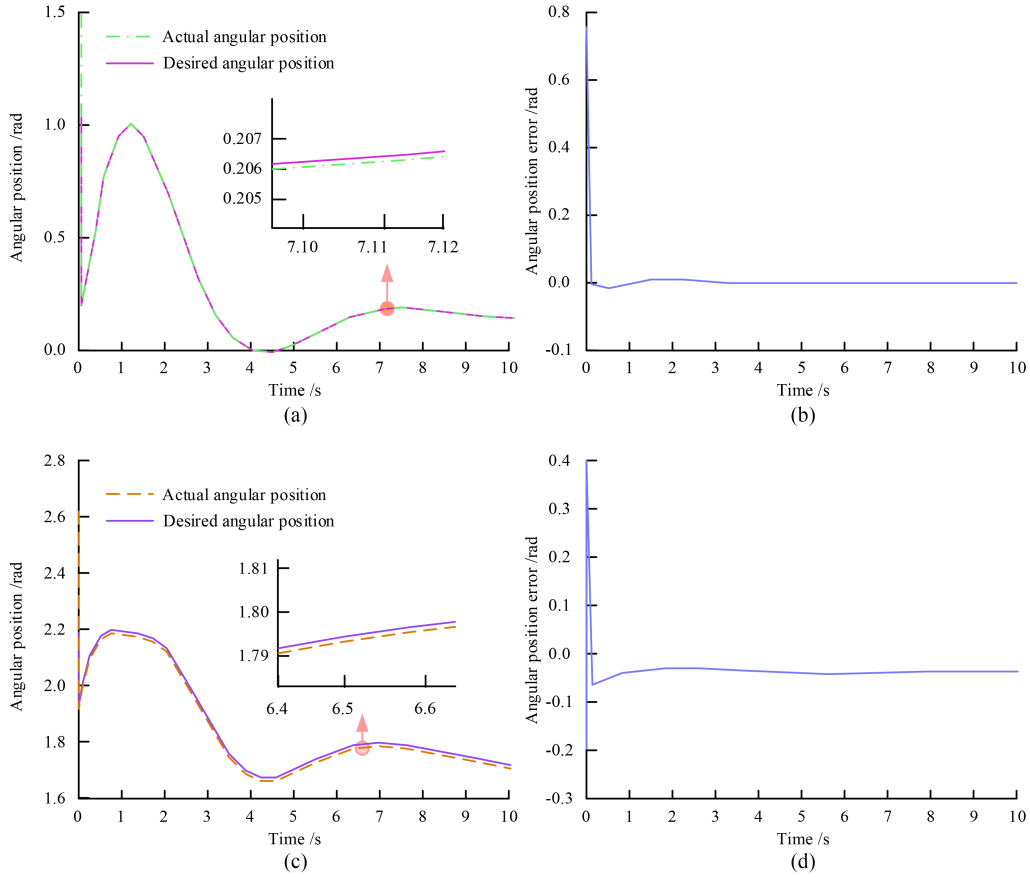 1.5
1.0
0.5
0.0
Angular position /rad
Actual angular position
Desired angular position
0.207
0.206
0.205
7.10
7.11
7.12
0 1 2 3 4 5 6 7 8 9 10
Time /s
(a)
0.8
0.6
0.4
0.2
0.0
-0.1
Angular position error /rad
0 1 2 3 4 5 6 7 8 9 10
Time /s
(b)
2.8
2.6
2.4
2.2
2.0
1.8
1.6
Angular position /rad
Actual angular position
Desired angular position
1.81
1.80
1.79
6.4
6.5
6.6
0 1 2 3 4 5 6 7 8 9 10
Time /s
(c)
0.4
0.3
0.2
0.1
0.0
-0.1
-0.2
-0.3
Angular position error /rad
0 1 2 3 4 5 6 7 8 9 10
Time /s
(d)